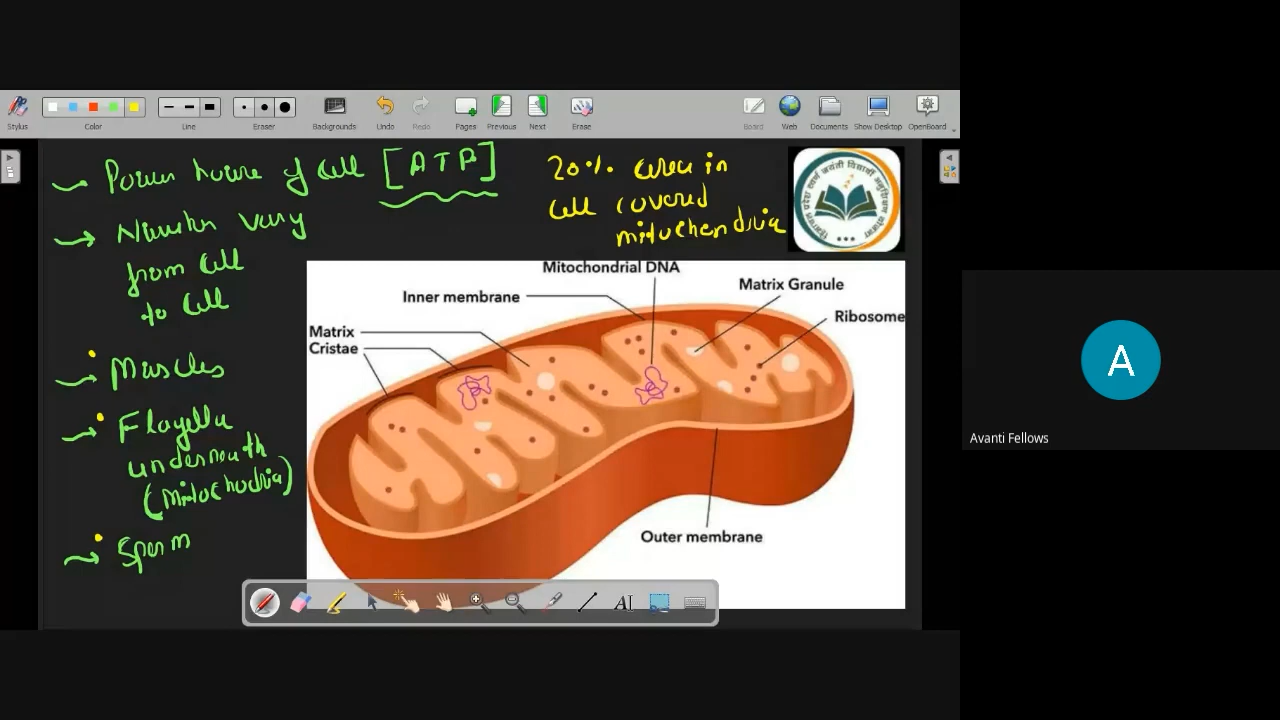 Stylus
Color
Line
Eraser
Backgrounds
Undo
Redo
Pages
Previous
Next
Erase
Board
Web
Documents
Show Desktop
OpenBoard
Power house of cell [ATP]
Number vary
from cell
to cell
Muscles
Flagella
underneath
(Mitochodria)
Sperm
20% area in
cell covered
mitochendria
Mitochondrial DNA
Inner membrane
Matrix Granule
Matrix
Ribosome
Cristae
Outer membrane
A
Avanti Fellows